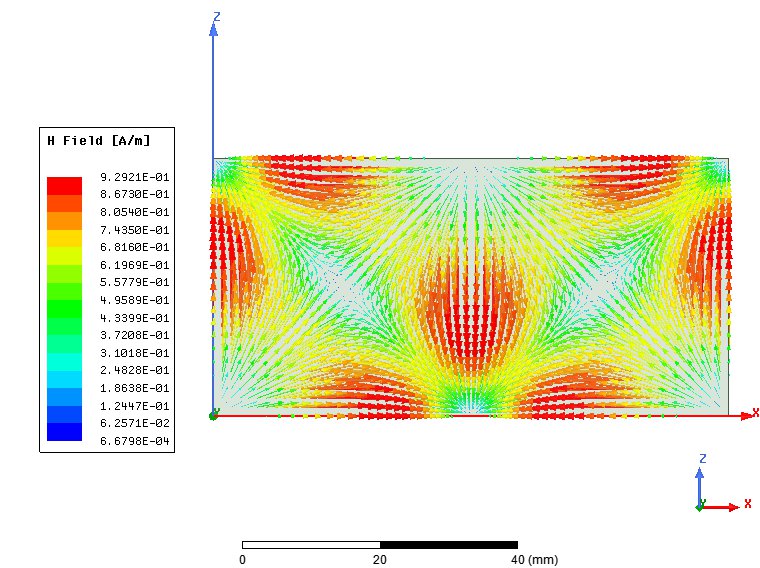 Z
H Field [A/m]
9.2921E-01
8.6730E-01
8.0540E-01
7.4350E-01
6.8160E-01
6.1969E-01
5.5779E-01
4.9589E-01
4.3399E-01
3.7208E-01
3.1018E-01
2.4828E-01
1.8638E-01
1.2447E-01
6.2571E-02
6.6798E-04
Y X
Z
Y X
0 20 40 (mm)